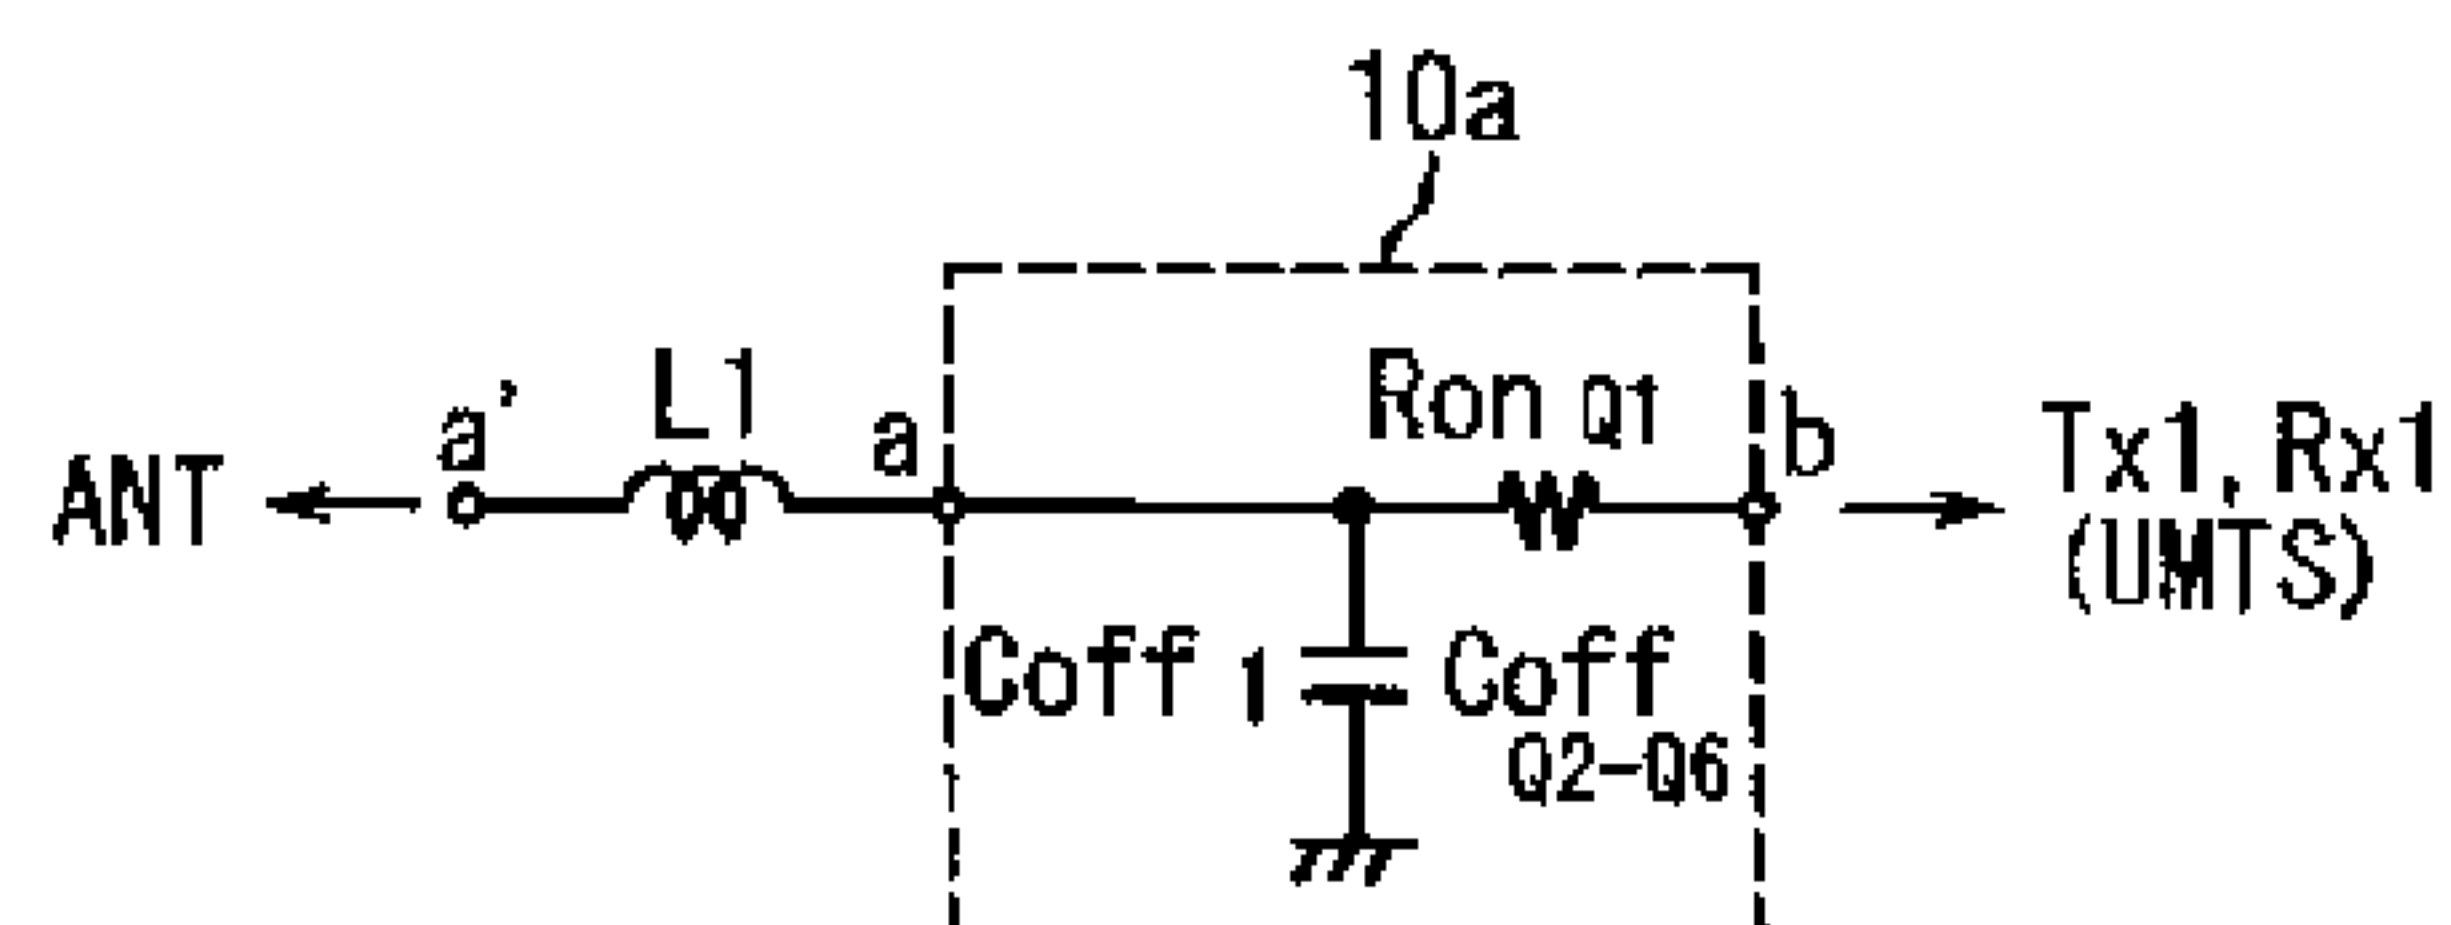 10a
L1
a'
a
Ron Q1
b
ANT
Tx1, Rx1
(UMTS)
Coff 1
Coff
Q2-Q6